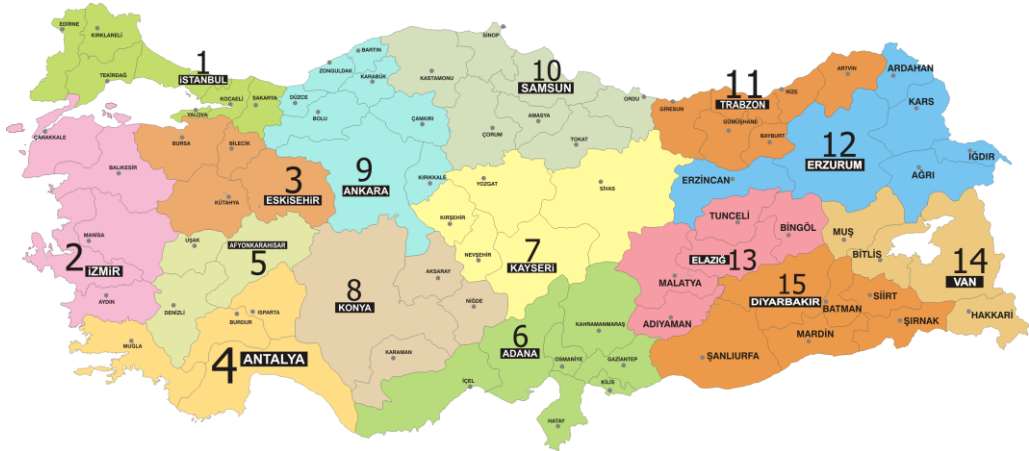 EDİRNE
KIRKLARELİ
TEKİRDAĞ
1
İSTANBUL
KOCAELİ
SAKARYA
YALOVA
ÇARAKKALE
BALIKESİR
MANİSA
2 İZMİR
AYDIN
BURSA
BİLECİK
3
ESKİSEHİR
KÜTAHYA
UŞAK
AFYONKARAHİSAR
5
DENİZLİ
MUĞLA
BURDUR
ISPARTA
4 ANTALYA
ZONGULDAK
BARTIN
KARABÜK
DÜZCE
BOLU
ÇANKIRI
9
ANKARA
KIRIKKALE
KASTAMONU
SİNOP
10
SAMSUN
ORDU
ÇORUM
AMASYA
TOKAT
YOZGAT
SİVAS
KIRŞEHİR
NEVŞEHİR
7
KAYSERİ
8
KONYA
AKSARAY
NİĞDE
KARAMAN
6
ADANA
İÇEL
KAHRAMANMARAŞ
OSMANİYE
GAZİANTEP
KİLİS
HATAY
GİRESUN
11
TRABZON
RİZE
ARTVİN
GÜMÜŞHANE
BAYBURT
ARDAHAN
KARS
12
ERZURUM
IĞDIR
AĞRI
ERZİNCAN
TUNCELİ
BİNGÖL
ELAZIĞ 13
MALATYA
ADIYAMAN
MUŞ
BİTLİS
14
VAN
HAKKARİ
15
DİYARBAKIR
BATMAN
SİİRT
ŞIRNAK
MARDİN
ŞANLIURFA